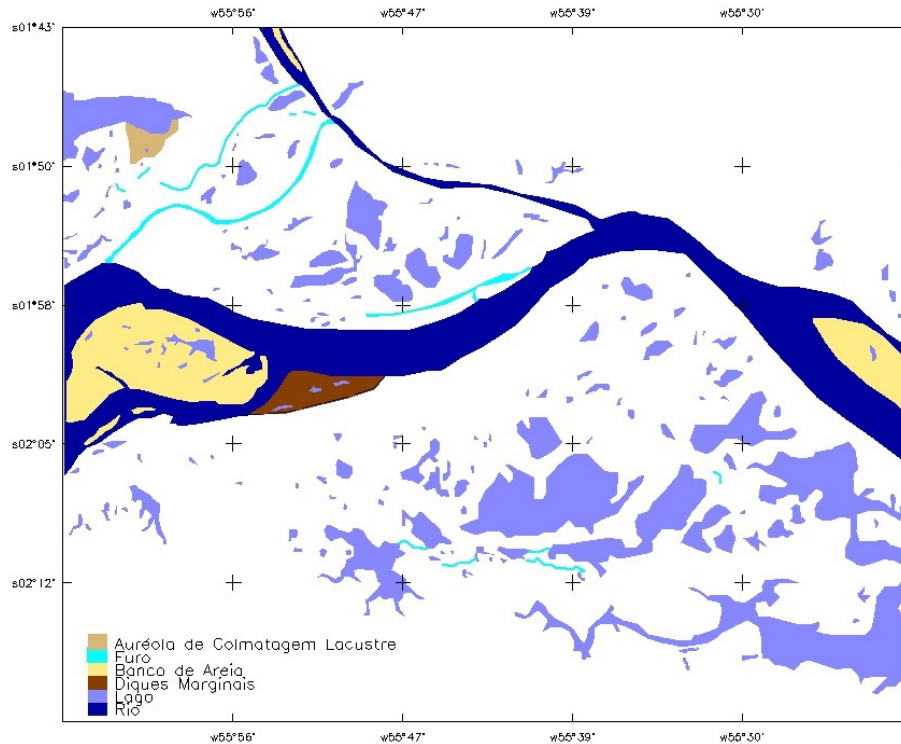 w55°56' w55°47' w55°39' w55°30'
s01°43'
s01°50'
s01°58'
s02°05'
s02°12'
Auréola de Colmatagem Lacustre
Furo
Banco de Areia
Diques Marginais
Lago
Rio
w55°56' w55°47' w55°39' w55°30'